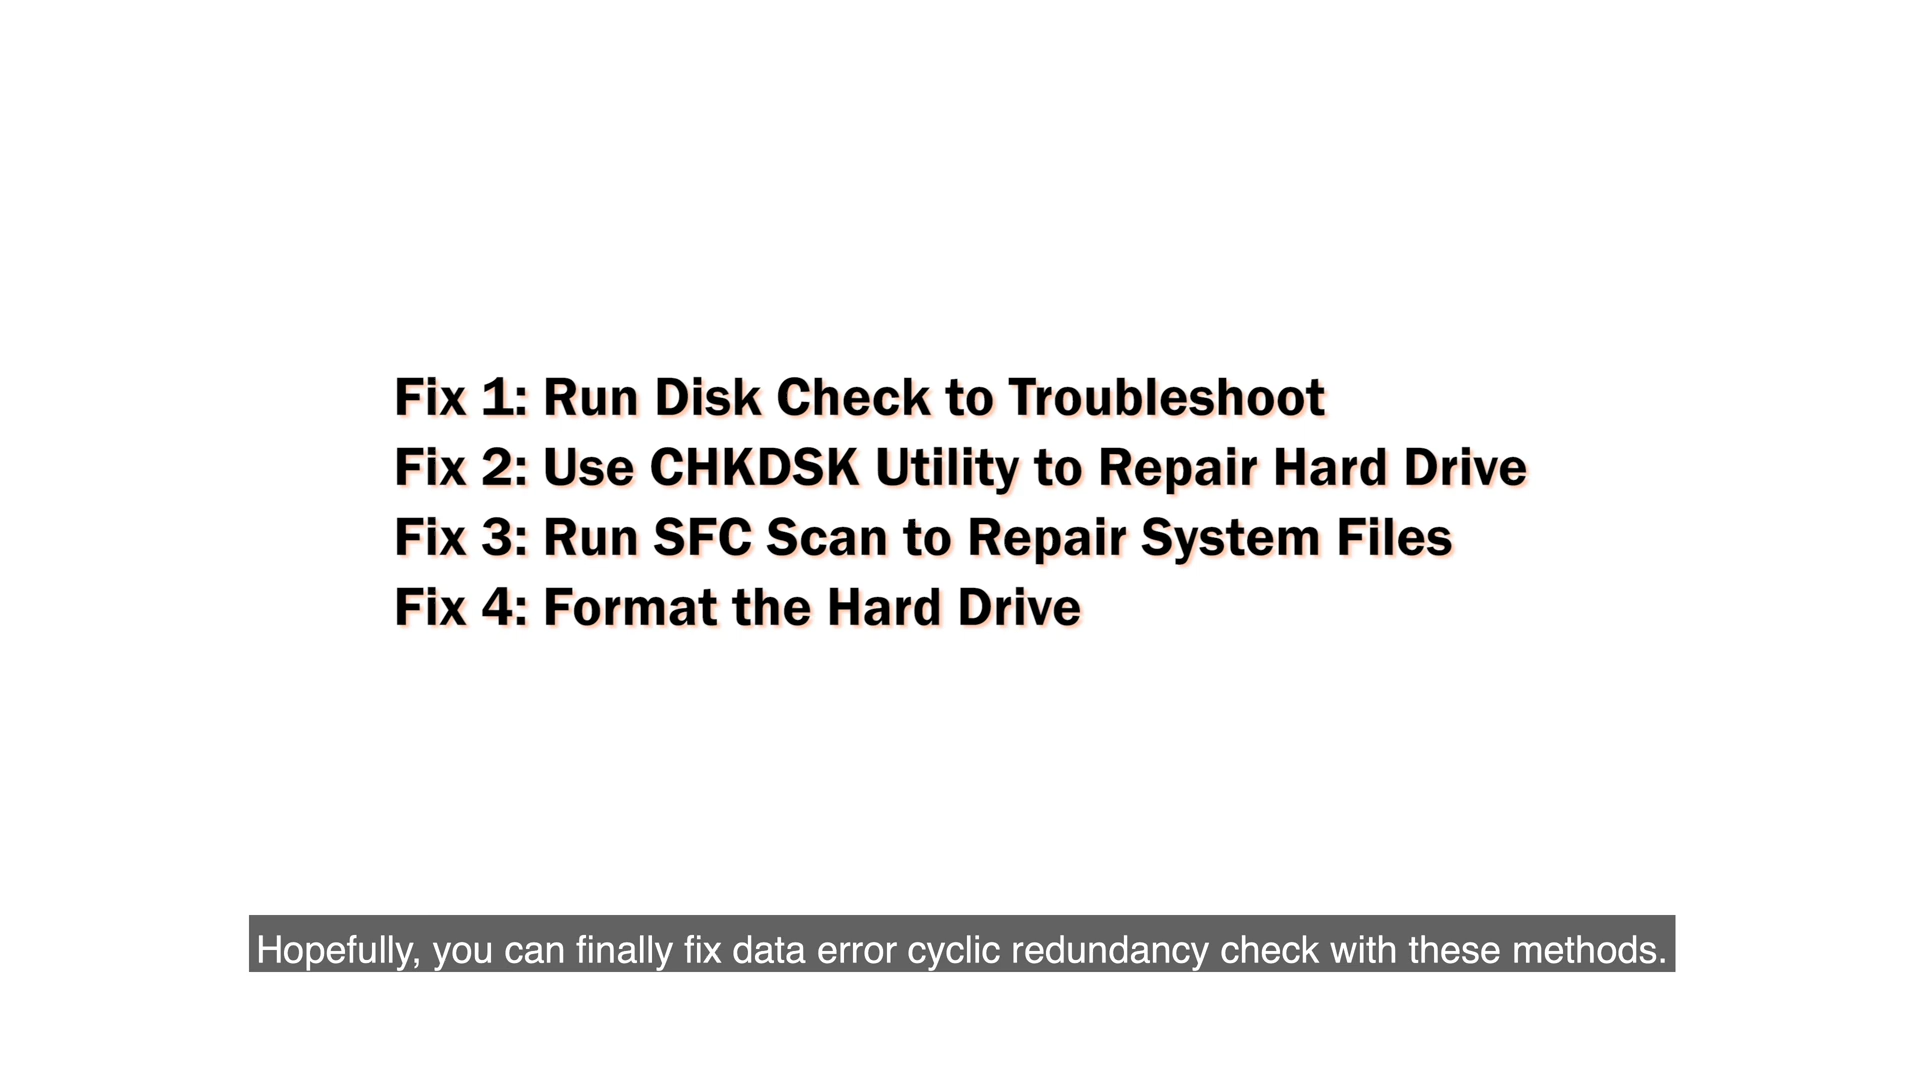 Fix 1: Run Disk Check to Troubleshoot
Fix 2: Use CHKDSK Utility to Repair Hard Drive
Fix 3: Run SFC Scan to Repair System Files
Fix 4: Format the Hard Drive
Hopefully, you can finally fix data error cyclic redundancy check with these methods.